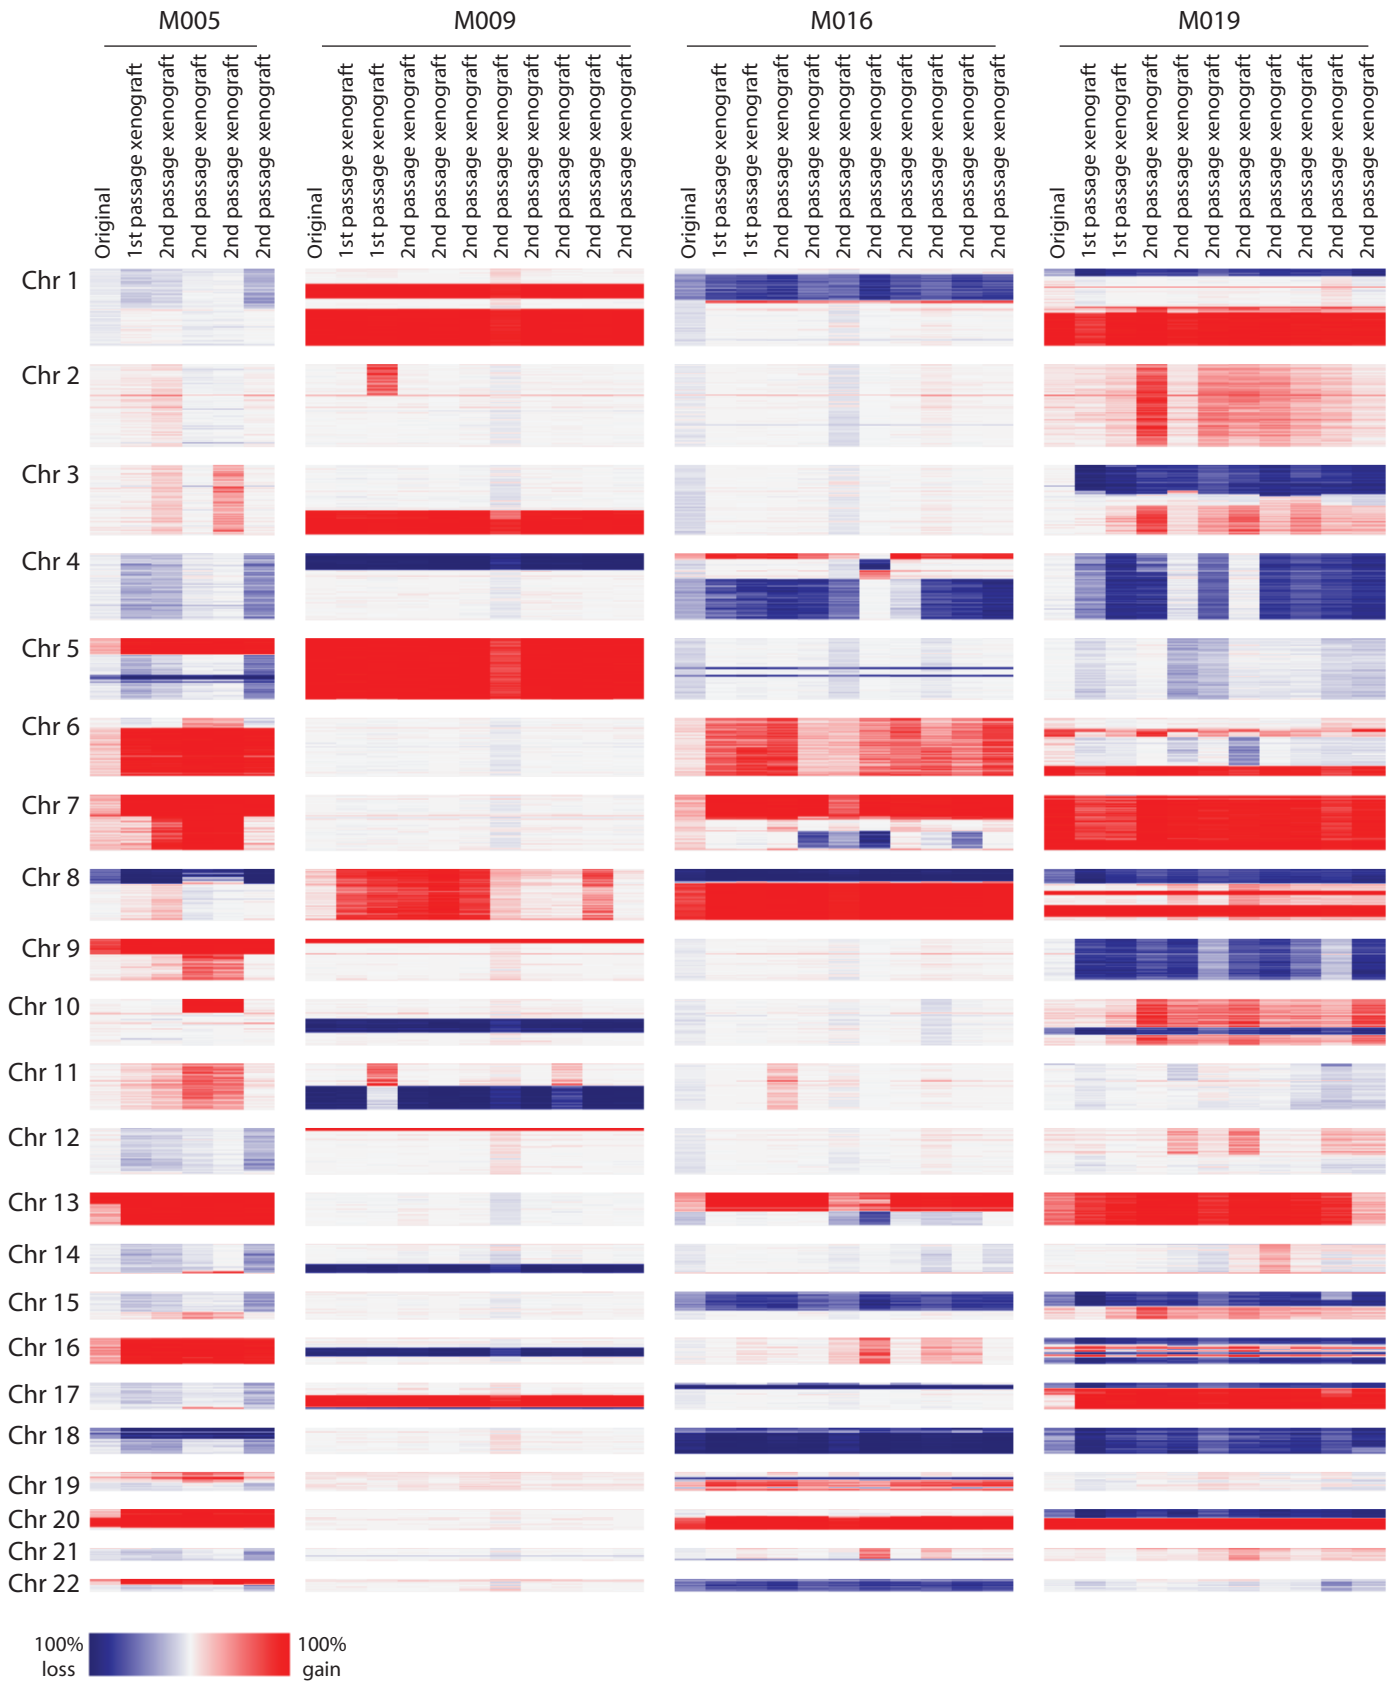 M005 M009 M016 M019
Original
1st passage xenograft
2nd passage xenograft
2nd passage xenograft
2nd passage xenograft
2nd passage xenograft
Original
1st passage xenograft
1st passage xenograft
2nd passage xenograft
2nd passage xenograft
2nd passage xenograft
2nd passage xenograft
2nd passage xenograft
2nd passage xenograft
2nd passage xenograft
2nd passage xenograft
Original
1st passage xenograft
1st passage xenograft
2nd passage xenograft
2nd passage xenograft
2nd passage xenograft
2nd passage xenograft
2nd passage xenograft
2nd passage xenograft
2nd passage xenograft
2nd passage xenograft
Original
1st passage xenograft
1st passage xenograft
2nd passage xenograft
2nd passage xenograft
2nd passage xenograft
2nd passage xenograft
2nd passage xenograft
2nd passage xenograft
2nd passage xenograft
2nd passage xenograft
Chr 1
Chr 2
Chr 3
Chr 4
Chr 5
Chr 6
Chr 7
Chr 8
Chr 9
Chr 10
Chr 11
Chr 12
Chr 13
Chr 14
Chr 15
Chr 16
Chr 17
Chr 18
Chr 19
Chr 20
Chr 21
Chr 22
100% loss
100% gain